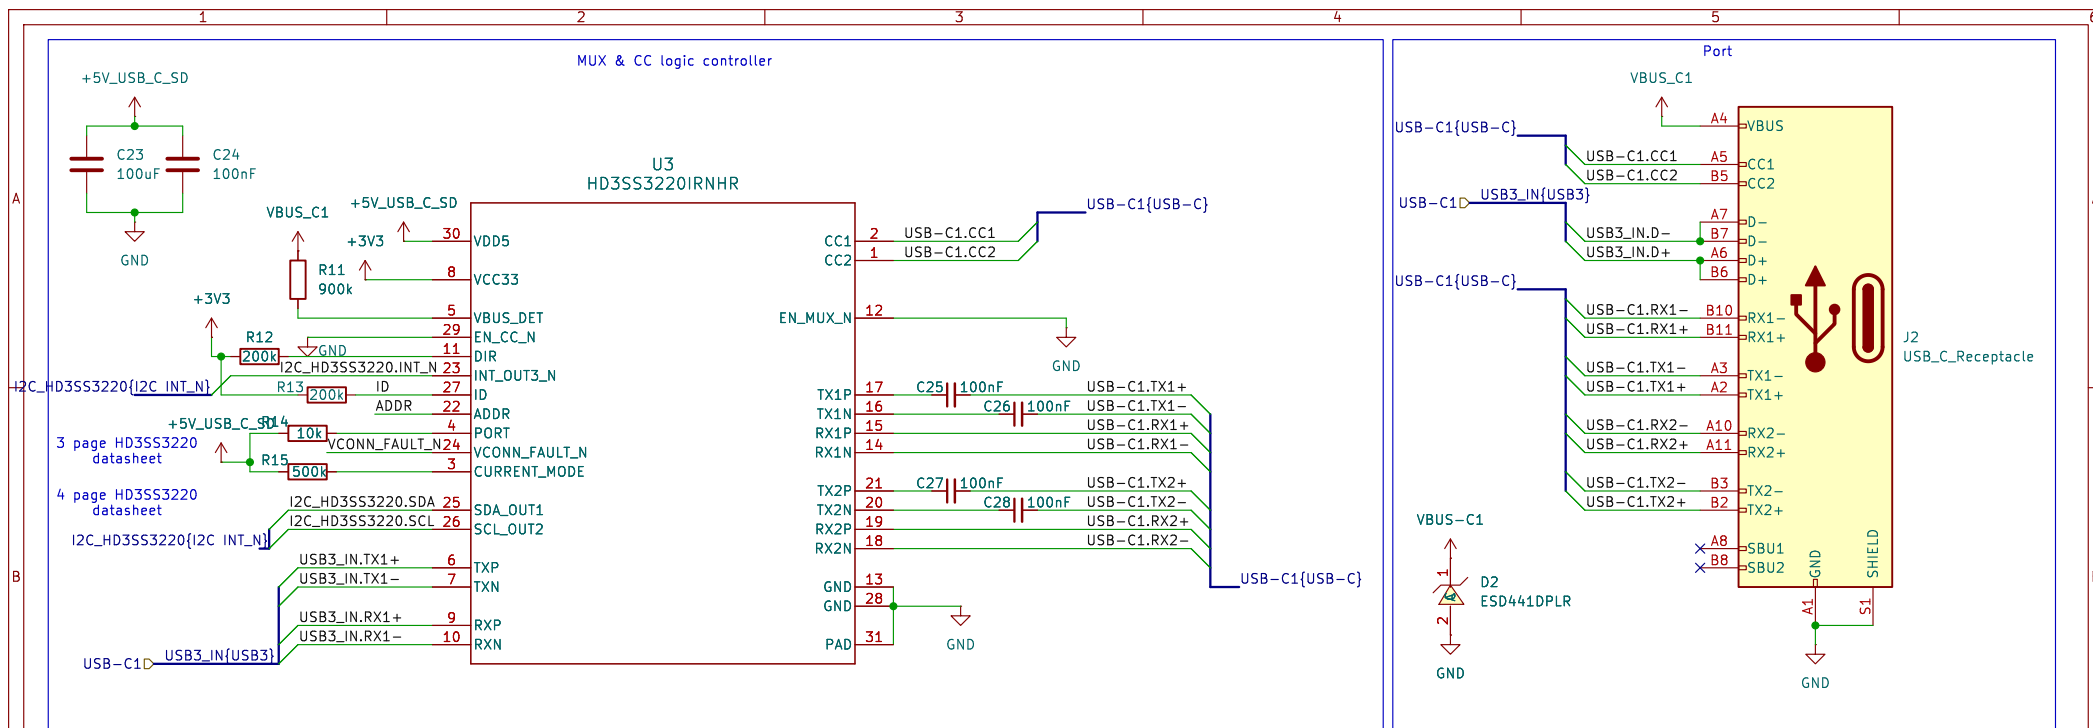 1
2
3
4
5
6
A
B
MUX & CC logic controller
+5V_USB_C_SD
C23
100uF
C24
100nF
GND
VBUS_C1
R11
900k
+5V_USB_C_SD
+3V3
+3V3
R12
200k
GND
I2C_HD3SS3220.INT_N
I2C_HD3SS3220{I2C INT_N}
R13
200k
ID
ADDR
+5V_USB_C_SD
R14
10k
VCONN_FAULT_N
R15
500k
3 page HD3SS3220
datasheet
4 page HD3SS3220
datasheet
I2C_HD3SS3220.SDA
I2C_HD3SS3220.SCL
I2C_HD3SS3220{I2C INT_N}
USB3_IN.TX1+
USB3_IN.TX1-
USB3_IN.RX1+
USB3_IN.RX1-
USB-C1
USB3_IN{USB3}
U3
HD3SS3220IRNHR
30 VDD5
8 VCC33
5 VBUS_DET
29 EN_CC_N
11 DIR
23 INT_OUT3_N
27 ID
22 ADDR
4 PORT
24 VCONN_FAULT_N
3 CURRENT_MODE
25 SDA_OUT1
26 SCL_OUT2
6 TXP
7 TXN
9 RXP
10 RXN
CC1 2
CC2 1
EN_MUX_N 12
TX1P 17
TX1N 16
RX1P 15
RX1N 14
TX2P 21
TX2N 20
RX2P 19
RX2N 18
GND 13
GND 28
PAD 31
USB-C1.CC1
USB-C1.CC2
USB-C1{USB-C}
GND
C25 100nF
USB-C1.TX1+
C26 100nF
USB-C1.TX1-
USB-C1.RX1+
USB-C1.RX1-
C27 100nF
USB-C1.TX2+
C28 100nF
USB-C1.TX2-
USB-C1.RX2+
USB-C1.RX2-
USB-C1{USB-C}
GND
Port
VBUS_C1
USB-C1{USB-C}
USB-C1.CC1
USB-C1.CC2
USB-C1
USB3_IN{USB3}
USB3_IN.D-
USB3_IN.D+
USB-C1{USB-C}
USB-C1.RX1-
USB-C1.RX1+
USB-C1.TX1-
USB-C1.TX1+
USB-C1.RX2-
USB-C1.RX2+
USB-C1.TX2-
USB-C1.TX2+
A4 VBUS
A5 CC1
B5 CC2
A7 D-
B7 D-
A6 D+
B6 D+
B10 RX1-
B11 RX1+
A3 TX1-
A2 TX1+
A10 RX2-
A11 RX2+
B3 TX2-
B2 TX2+
A8 SBU1
B8 SBU2
GND
SHIELD
A1
S1
J2
USB_C_Receptacle
GND
VBUS-C1
1
D2
ESD441DPLR
2
GND